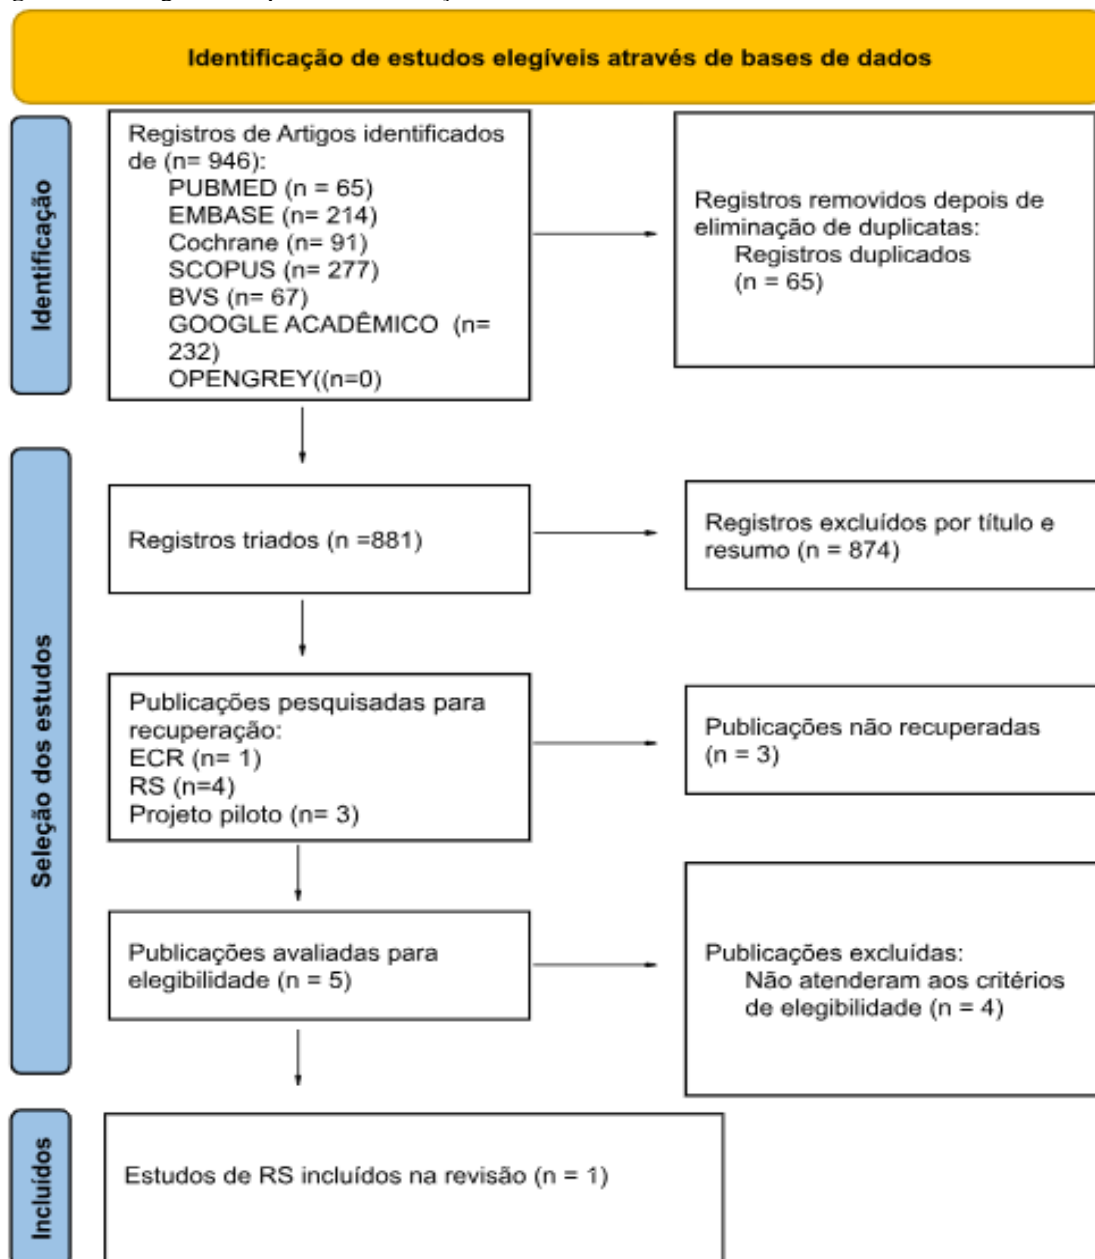 Identificação de estudos elegíveis através de bases de dados
Identificação
Registros de Artigos identificados
de (n= 946):
PUBMED (n = 65)
EMBASE (n= 214)
Cochrane (n= 91)
SCOPUS (n= 277)
BVS (n= 67)
GOOGLE ACADÊMICO (n=
232)
OPENGREY((n=0)
Registros removidos depois de
eliminação de duplicatas:
Registros duplicados
(n = 65)
Seleção dos estudos
Registros triados (n =881)
Registros excluídos por título e
resumo (n = 874)
Publicações pesquisadas para
recuperação:
ECR (n= 1)
RS (n=4)
Projeto piloto (n= 3)
Publicações não recuperadas
(n = 3)
Publicações avaliadas para
elegibilidade (n = 5)
Publicações excluídas:
Não atenderam aos critérios
de elegibilidade (n = 4)
Incluídos
Estudos de RS incluídos na revisão (n = 1)